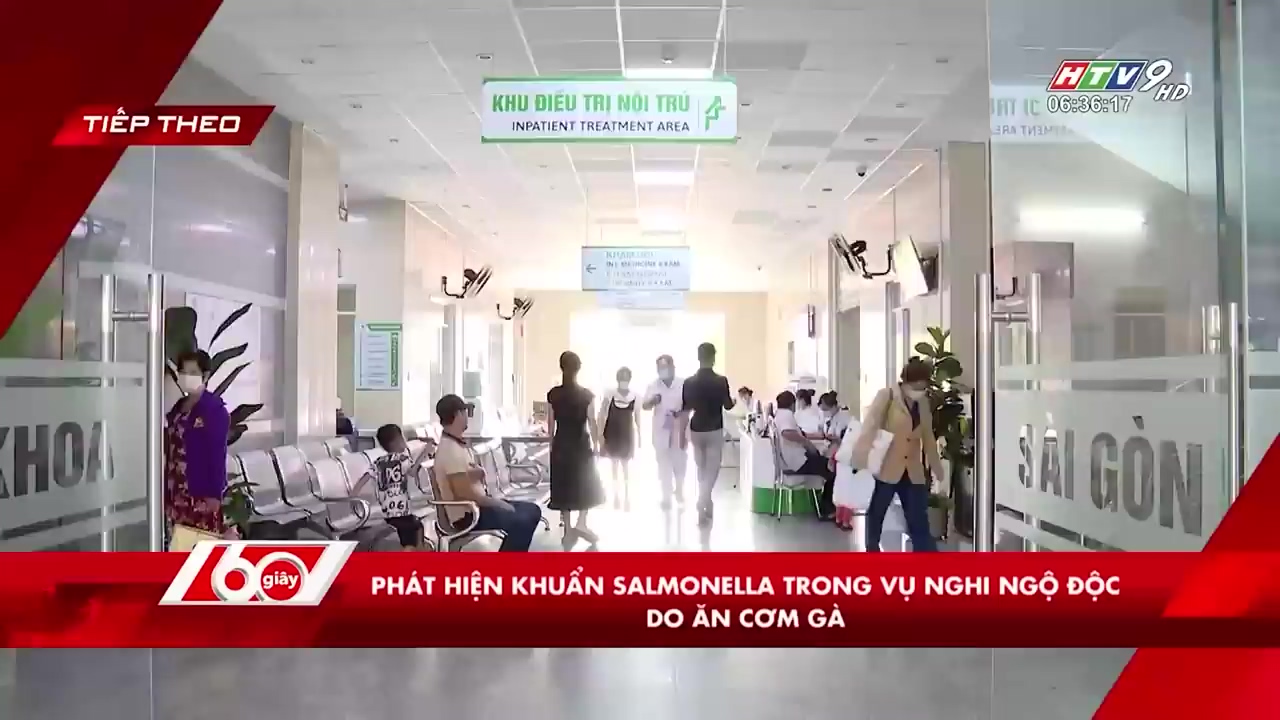 KHU ĐIỀU TRỊ NỘI TRÚ
INPATIENT TREATMENT AREA
HTV9
HD
06:36:17
TIẾP THEO
KHOA
SÀI GÒN
60
giây
PHÁT HIỆN KHUẨN SALMONELLA TRONG VỤ NGHI NGỘ ĐỘC
DO ĂN CƠM GÀ